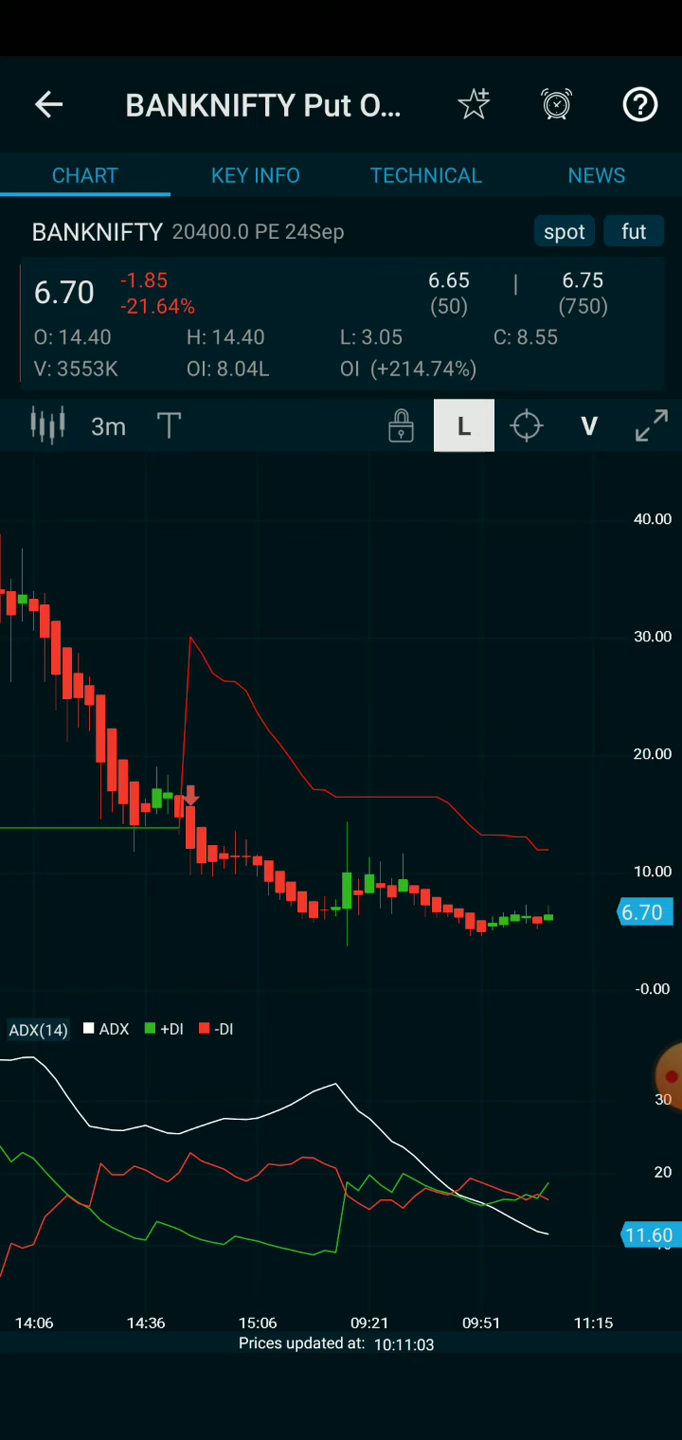 BANKNIFTY Put O...
CHART KEY INFO TECHNICAL NEWS
BANKNIFTY 20400.0 PE 24Sep spot fut
6.70 -1.85 6.65 | 6.75
-21.64% (50) (750)
O: 14.40 H: 14.40 L: 3.05 C: 8.55
V: 3553K OI: 8.04L OI (+214.74%)
3m T L V
40.00
30.00
20.00
10.00
6.70
-0.00
ADX(14) ADX +DI -DI
30
20
11.60
14:06 14:36 15:06 09:21 09:51 11:15
Prices updated at: 10:11:03